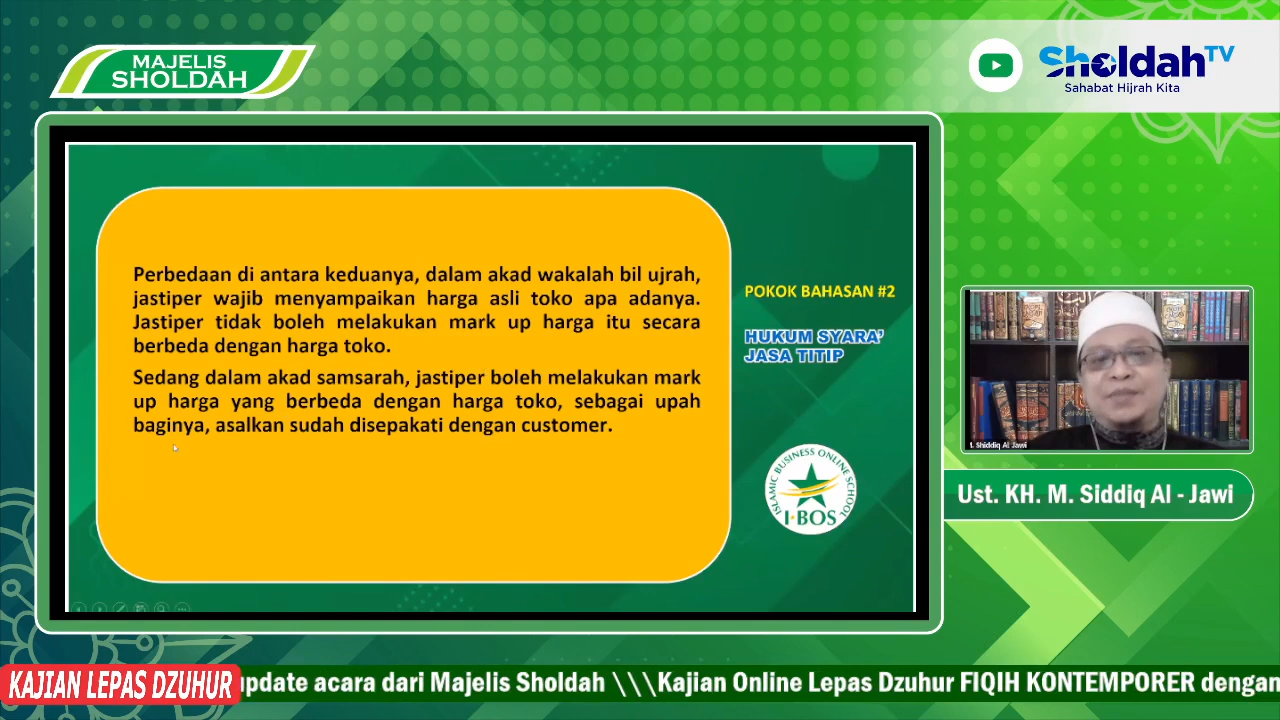 MAJELIS
SHOLDAH
SholdahTV
Sahabat Hijrah Kita
Perbedaan di antara keduanya, dalam akad wakalah bil ujrah,
jastiper wajib menyampaikan harga asli toko apa adanya.
Jastiper tidak boleh melakukan mark up harga itu secara
berbeda dengan harga toko.
Sedang dalam akad samsarah, jastiper boleh melakukan mark
up harga yang berbeda dengan harga toko, sebagai upah
baginya, asalkan sudah disepakati dengan customer.
POKOK BAHASAN #2
HUKUM SYARA'
JASA TITIP
ISLAMIC BUSINESS ONLINE SCHOOL
I·BOS
Shiddiq Al Jawi
Ust. KH. M. Siddiq Al - Jawi
KAJIAN LEPAS DZUHUR
update acara dari Majelis Sholdah \\\Kajian Online Lepas Dzuhur FIQIH KONTEMPORER dengan